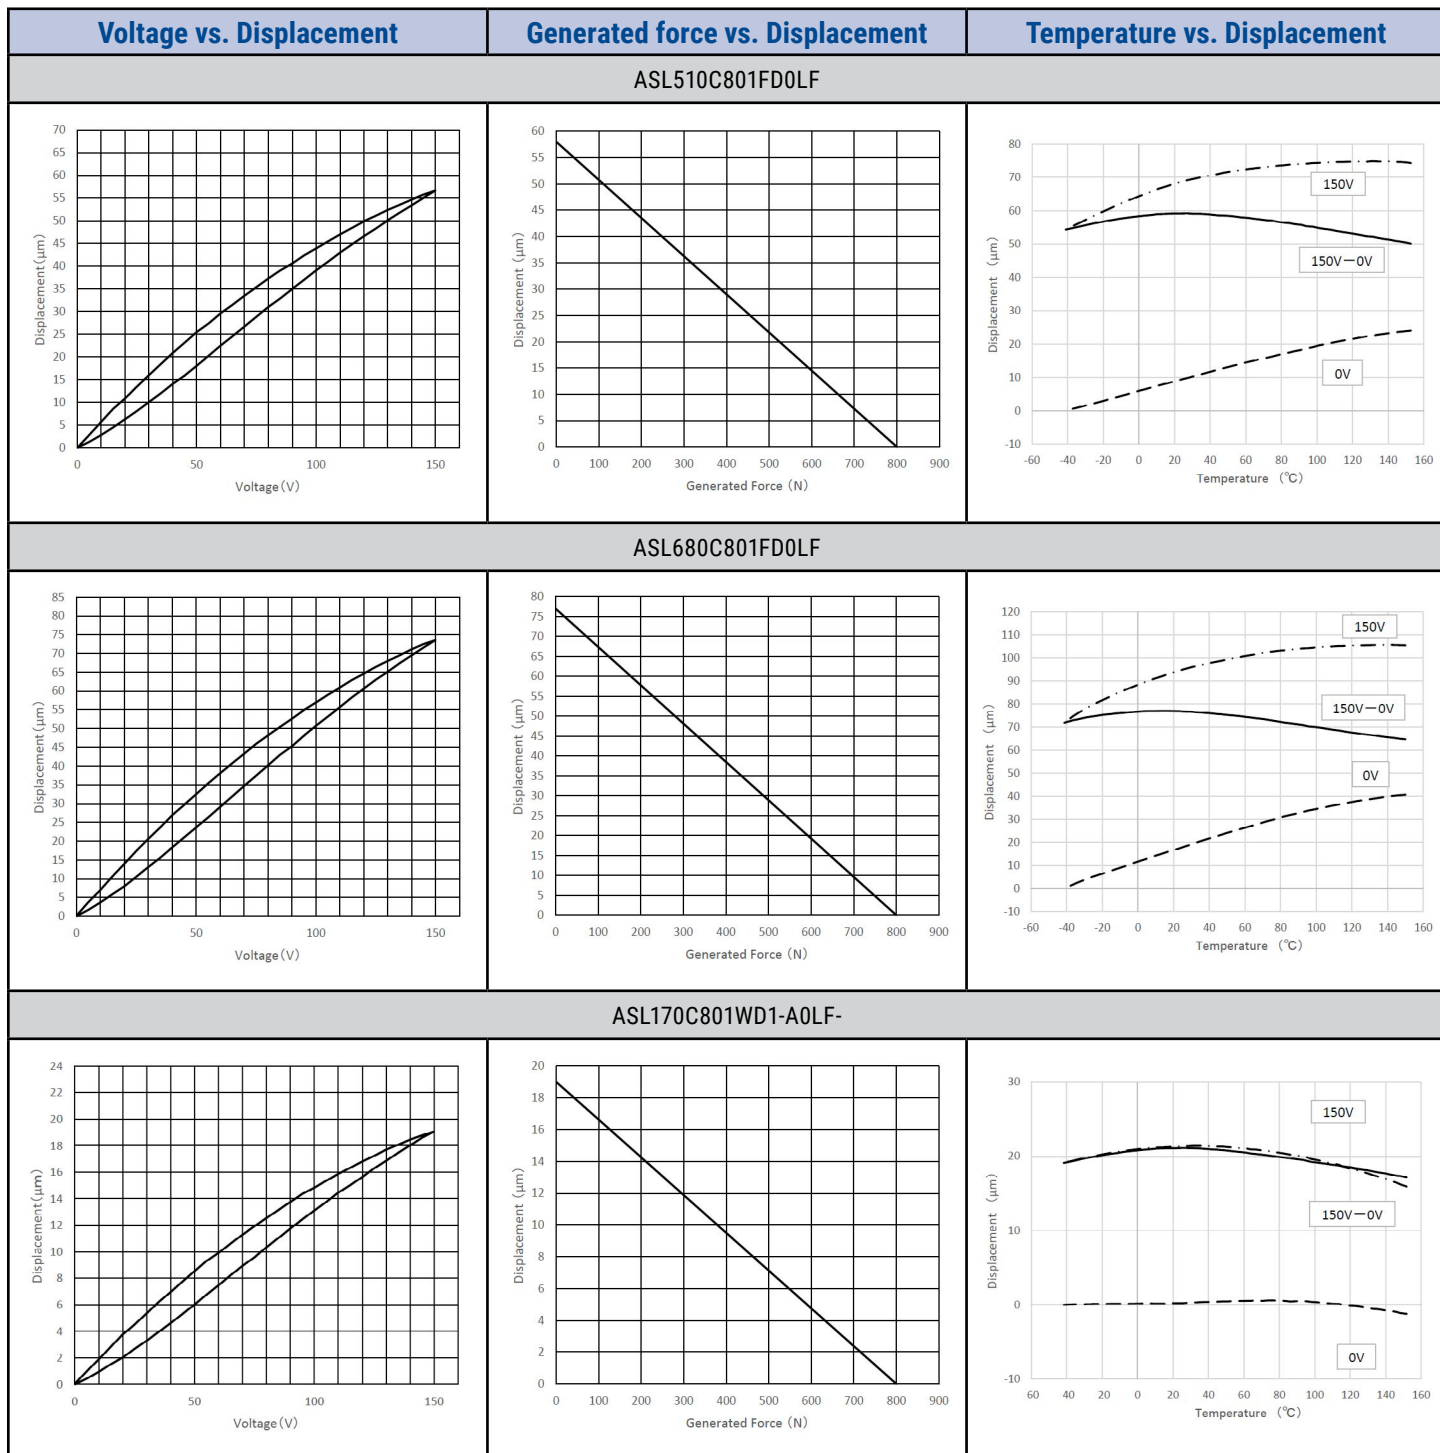 Voltage vs. Displacement
Generated force vs. Displacement
Temperature vs. Displacement
ASL510C801FD0LF
70
65
60
55
50
45
40
35
30
25
20
15
10
5
0
Displacement(μm)
0 50 100 150
Voltage(V)
60
55
50
45
40
35
30
25
20
15
10
5
0
Displacement (μm)
0 100 200 300 400 500 600 700 800 900
Generated Force (N)
80
70
60
50
40
30
20
10
0
-10
Displacement (μm)
150V
150V－0V
0V
-60 -40 -20 0 20 40 60 80 100 120 140 160
Temperature (℃)
ASL680C801FD0LF
85
80
75
70
65
60
55
50
45
40
35
30
25
20
15
10
5
0
Displacement(μm)
0 50 100 150
Voltage(V)
80
75
70
65
60
55
50
45
40
35
30
25
20
15
10
5
0
Displacement (μm)
0 100 200 300 400 500 600 700 800 900
Generated Force (N)
120
110
100
90
80
70
60
50
40
30
20
10
0
-10
Displacement (μm)
150V
150V－0V
0V
-60 -40 -20 0 20 40 60 80 100 120 140 160
Temperature (℃)
ASL170C801WD1-A0LF-
24
22
20
18
16
14
12
10
8
6
4
2
0
Displacement(μm)
0 50 100 150
Voltage(V)
20
18
16
14
12
10
8
6
4
2
0
Displacement (μm)
0 100 200 300 400 500 600 700 800 900
Generated Force (N)
30
20
10
0
-10
Displacement (μm)
150V
150V－0V
0V
60 40 20 0 20 40 60 80 100 120 140 160
Temperature (℃)